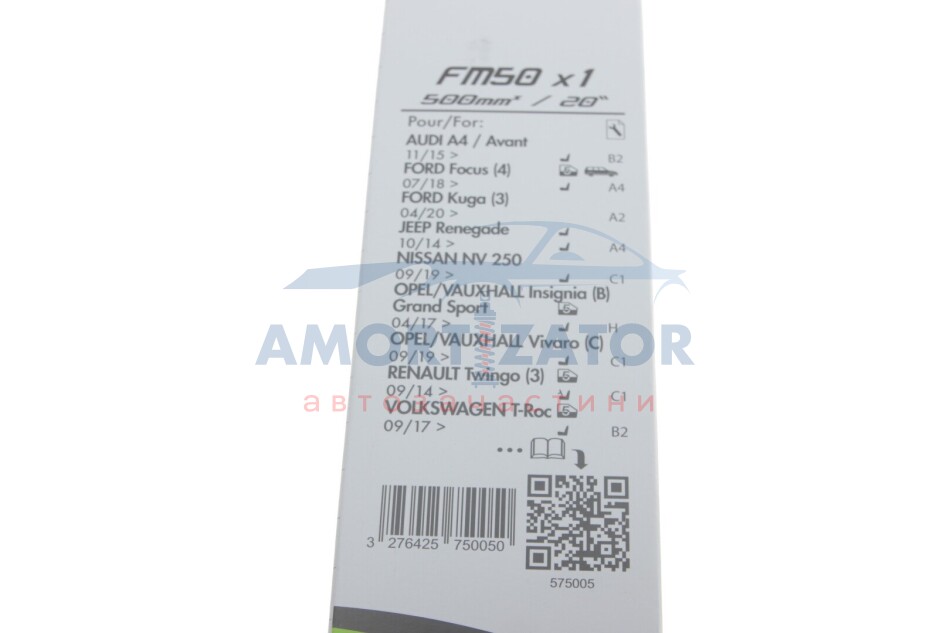 FM50 x1
500mm* / 20"
Pour/For:
AUDI A4 / Avant
11/15 > B2
FORD Focus (4)
07/18 > A4
FORD Kuga (3)
04/20 > A2
JEEP Renegade
10/14 > A4
NISSAN NV 250
09/19 > C1
OPEL/VAUXHALL Insignia (B)
Grand Sport
04/17 > H
OPEL/VAUXHALL Vivaro (C)
09/19 > C1
RENAULT Twingo (3)
09/14 > C1
VOLKSWAGEN T-Roc
09/17 > B2
...
3 276425 750050
575005
AMORTIZATOR
автозапчастини